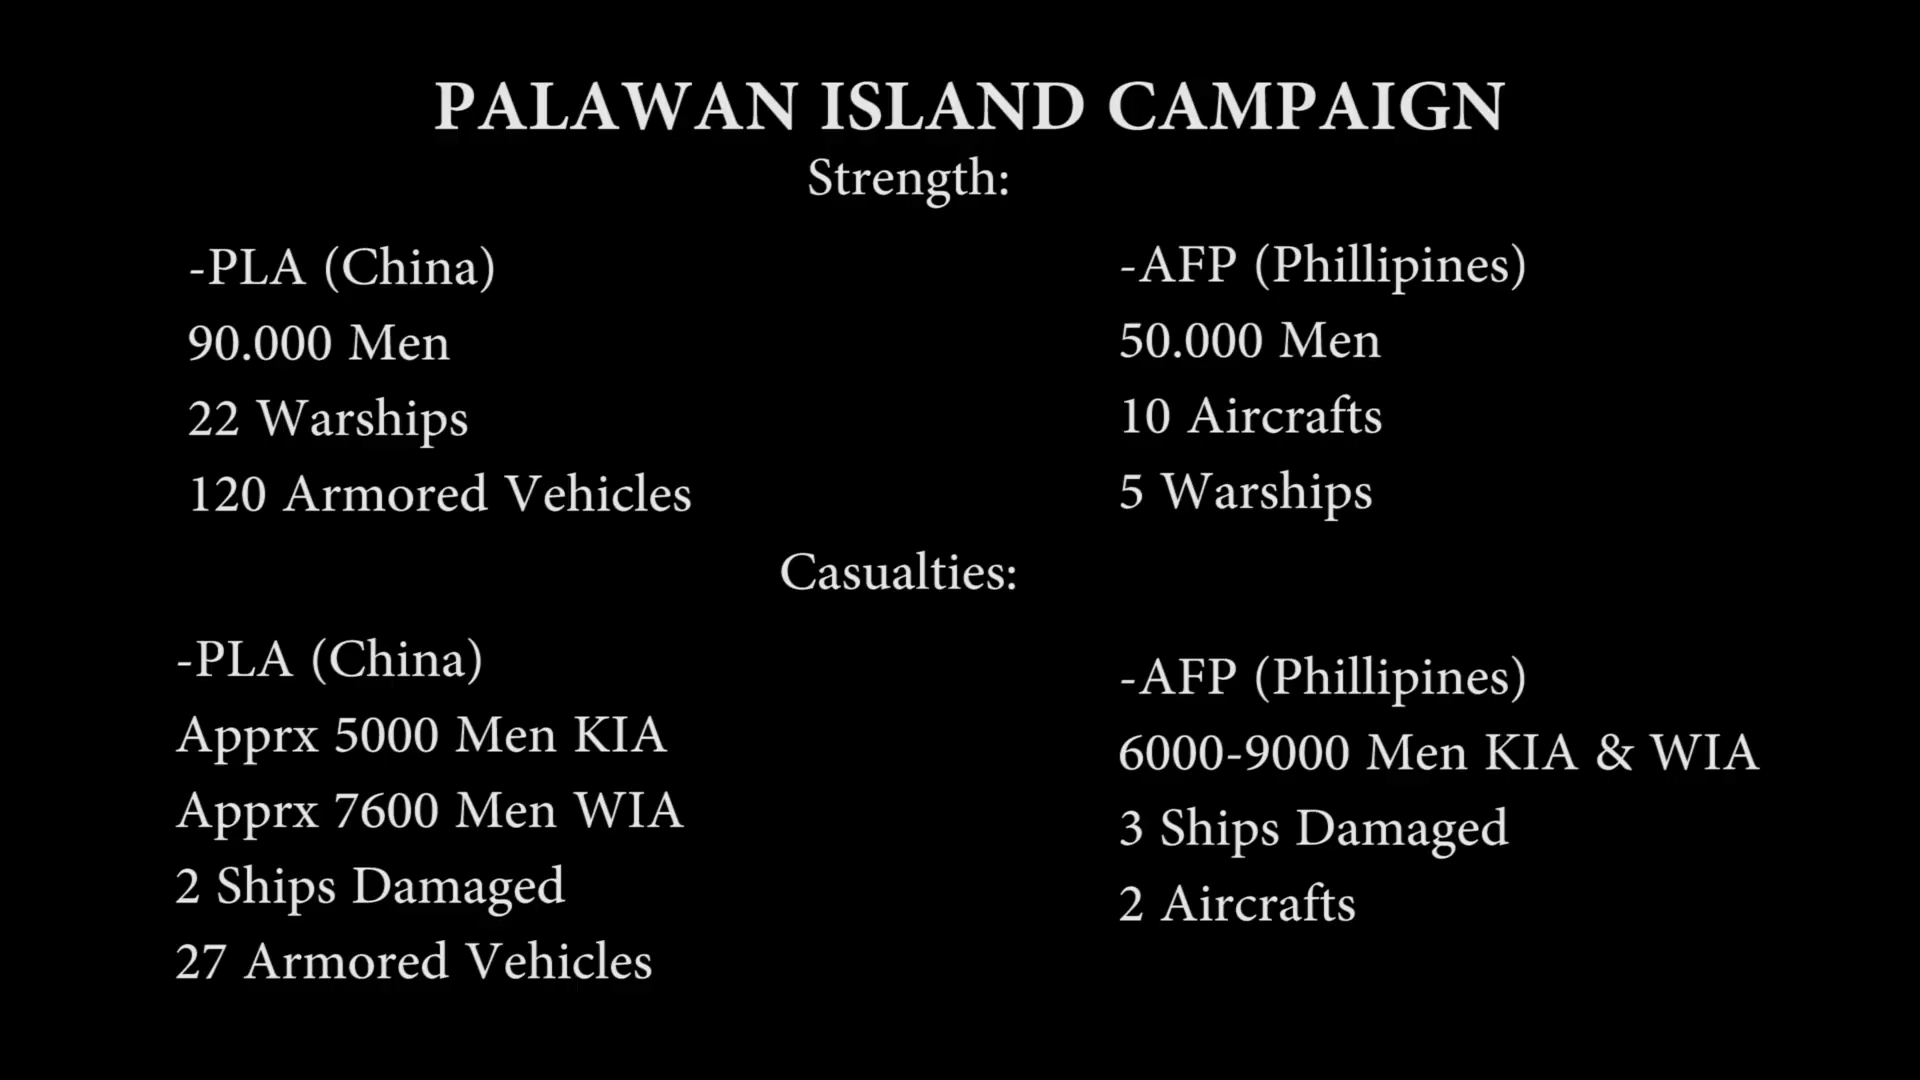 PALAWAN ISLAND CAMPAIGN
Strength:
-PLA (China)
90.000 Men
22 Warships
120 Armored Vehicles
-AFP (Phillipines)
50.000 Men
10 Aircrafts
5 Warships
Casualties:
-PLA (China)
Apprx 5000 Men KIA
Apprx 7600 Men WIA
2 Ships Damaged
27 Armored Vehicles
-AFP (Phillipines)
6000-9000 Men KIA & WIA
3 Ships Damaged
2 Aircrafts